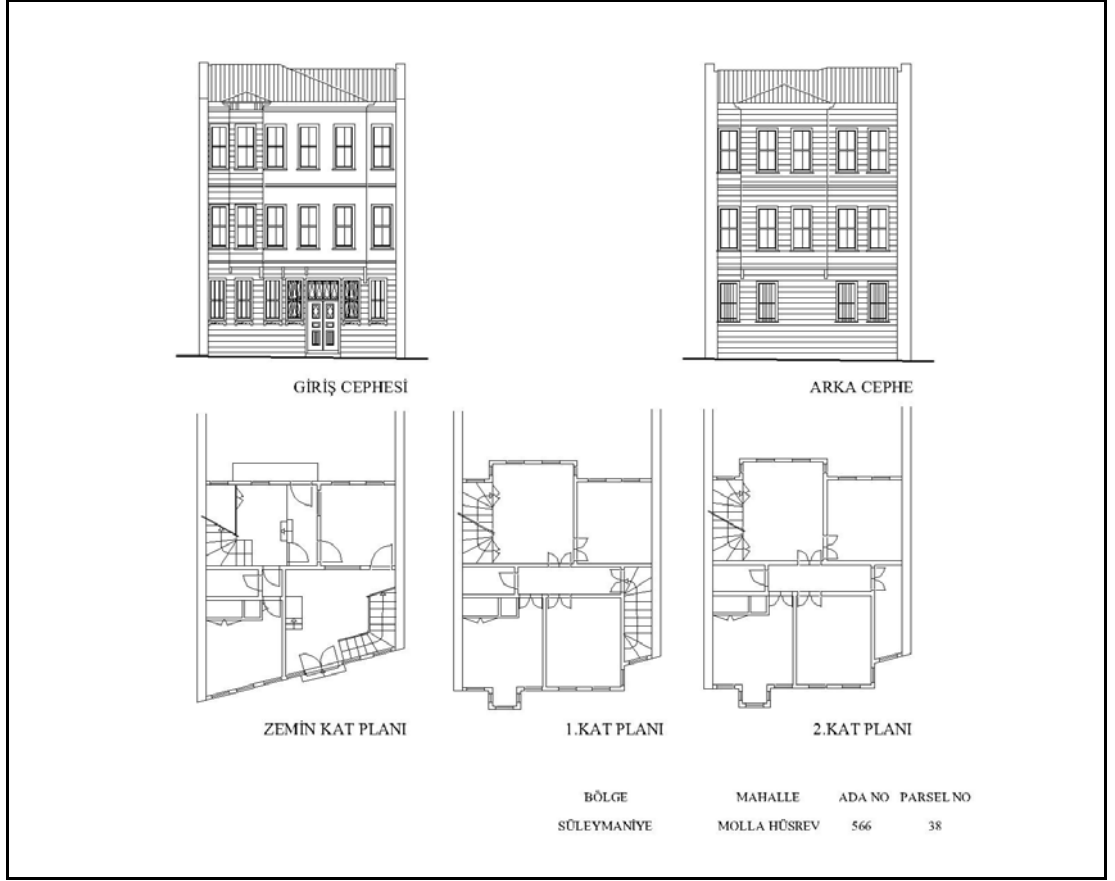 GİRİŞ CEPHESİ
ARKA CEPHE
ZEMİN KAT PLANI
1.KAT PLANI
2.KAT PLANI
BÖLGE MAHALLE ADA NO PARSEL NO
SÜLEYMANİYE MOLLA HÜSREV 566 38